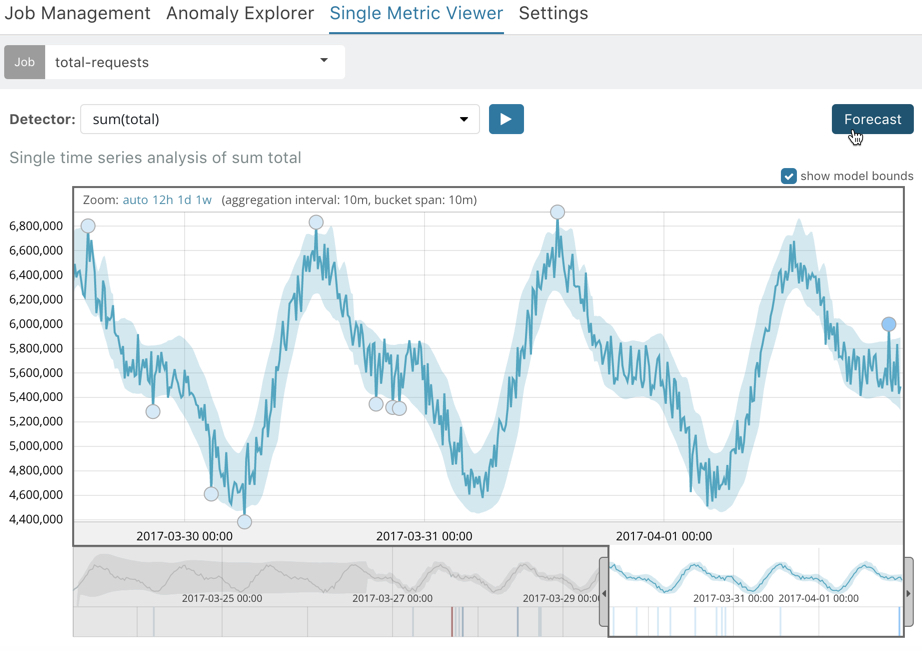 Job Management Anomaly Explorer Single Metric Viewer Settings
Job total-requests
Detector: sum(total) Forecast
Single time series analysis of sum total
show model bounds
Zoom: auto 12h 1d 1w (aggregation interval: 10m, bucket span: 10m)
6,800,000
6,600,000
6,400,000
6,200,000
6,000,000
5,800,000
5,600,000
5,400,000
5,200,000
5,000,000
4,800,000
4,600,000
4,400,000
2017-03-30 00:00 2017-03-31 00:00 2017-04-01 00:00
2017-03-25 00:00 2017-03-27 00:00 2017-03-29 00:00 2017-03-31 00:00 2017-04-01 00:00